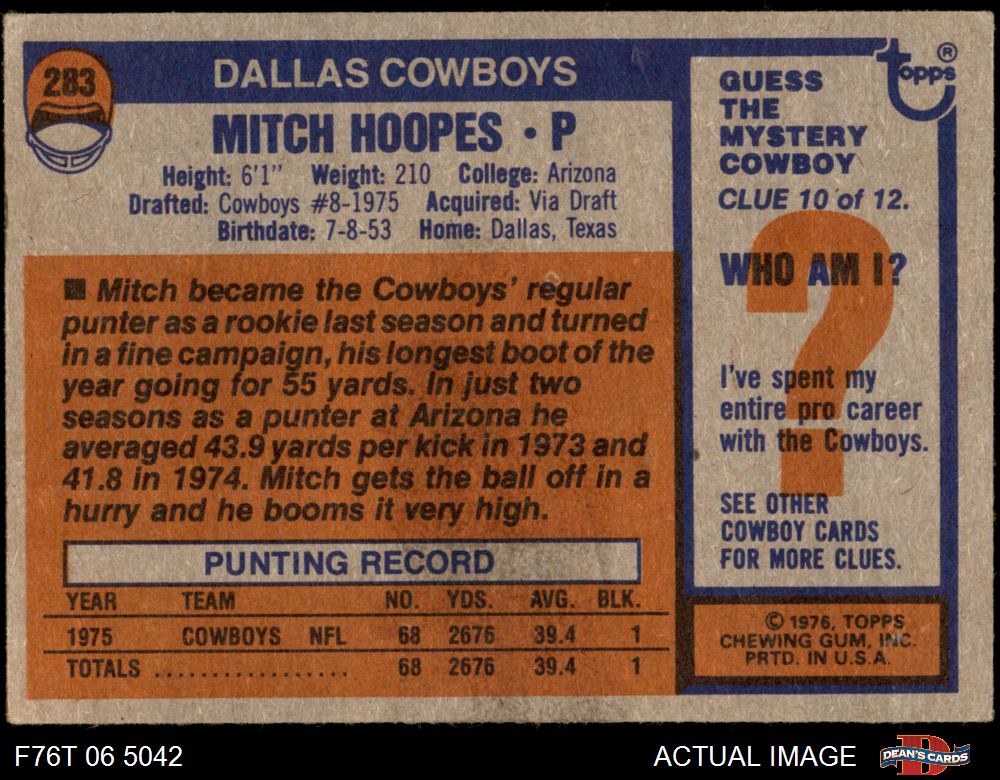 283
DALLAS COWBOYS
MITCH HOOPES • P
Height: 6'1" Weight: 210 College: Arizona
Drafted: Cowboys #8-1975 Acquired: Via Draft
Birthdate: 7-8-53 Home: Dallas, Texas
■ Mitch became the Cowboys' regular
punter as a rookie last season and turned
in a fine campaign, his longest boot of the
year going for 55 yards. In just two
seasons as a punter at Arizona he
averaged 43.9 yards per kick in 1973 and
41.8 in 1974. Mitch gets the ball off in a
hurry and he booms it very high.
PUNTING RECORD
YEAR TEAM NO. YDS. AVG. BLK.
1975 COWBOYS NFL 68 2676 39.4 1
TOTALS .................. 68 2676 39.4 1
topps ®
GUESS
THE
MYSTERY
COWBOY
CLUE 10 of 12.
WHO AM I?
?
I've spent my
entire pro career
with the Cowboys.
SEE OTHER
COWBOY CARDS
FOR MORE CLUES.
© 1976, TOPPS
CHEWING GUM, INC.
PRTD. IN U.S.A.
F76T 06 5042
ACTUAL IMAGE
DEAN'S CARDS